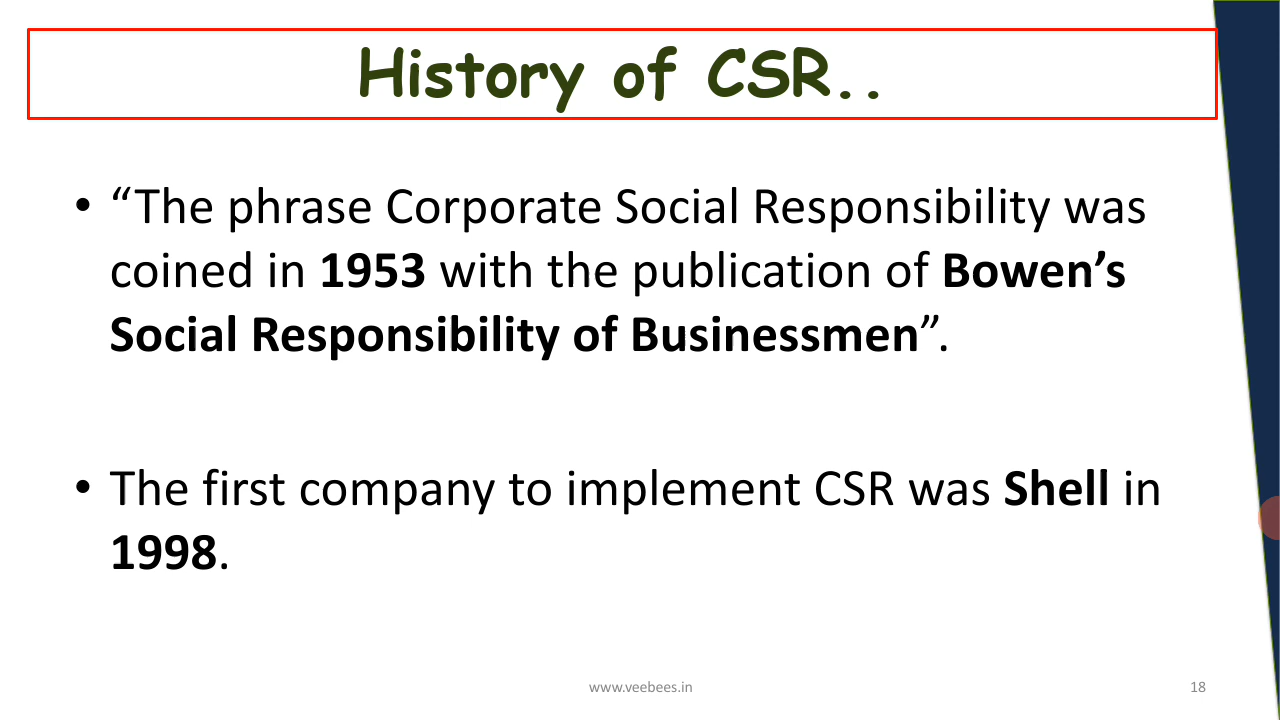 History of CSR..
• “The phrase Corporate Social Responsibility was
coined in 1953 with the publication of Bowen’s
Social Responsibility of Businessmen”.
• The first company to implement CSR was Shell in
1998.
www.veebees.in
18